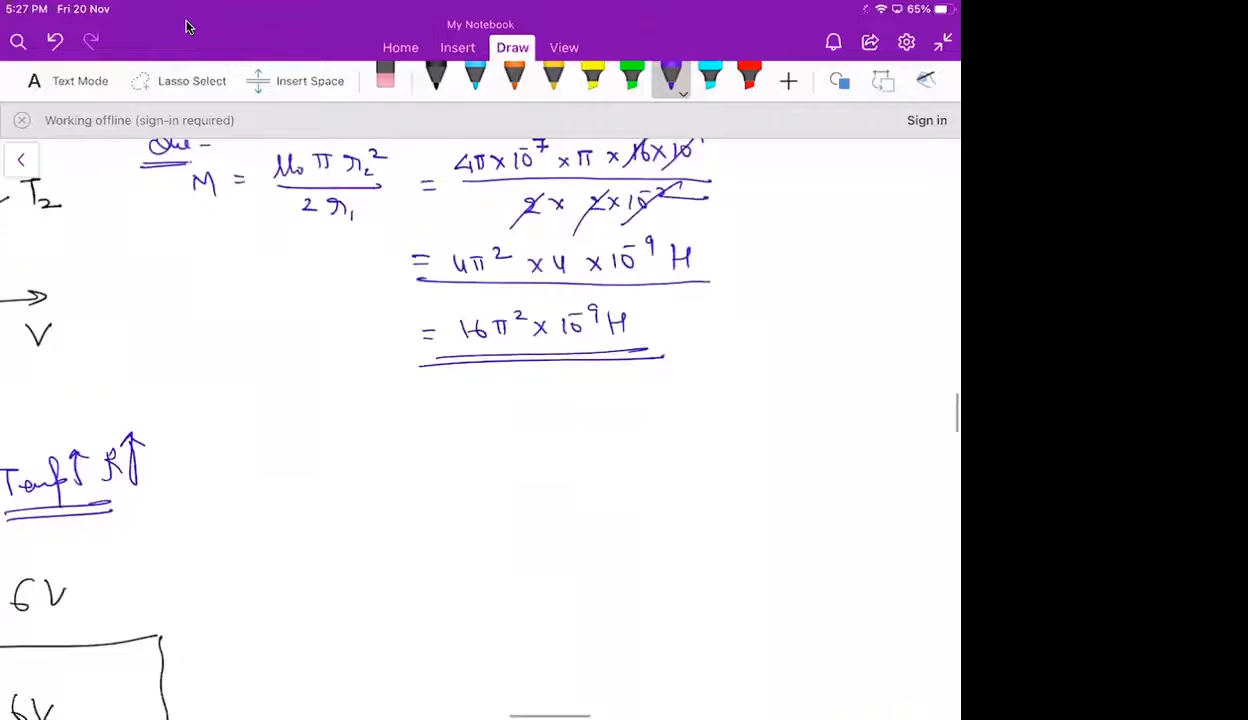 5:27 PM Fri 20 Nov
65%
My Notebook
Home Insert Draw View
A Text Mode Lasso Select Insert Space
Working offline (sign-in required) Sign in
M = μ₀ π r₂² / 2 r₁ = 4π × 10⁻⁷ × π × 16 × 10 / 2 × 2 × 10⁻²
T₂
= 4π² × 4 × 10⁻⁹ H
V
= 16π² × 10⁻⁹ H
Temp↑ R↑
6V
6V